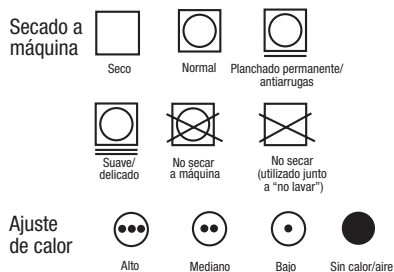 Secado a
máquina
Seco
Normal
Planchado permanente/
antiarrugas
Suave/
delicado
No secar
a máquina
No secar
(utilizado junto
a “no lavar”)
Ajuste
de calor
Alto
Mediano
Bajo
Sin calor/aire